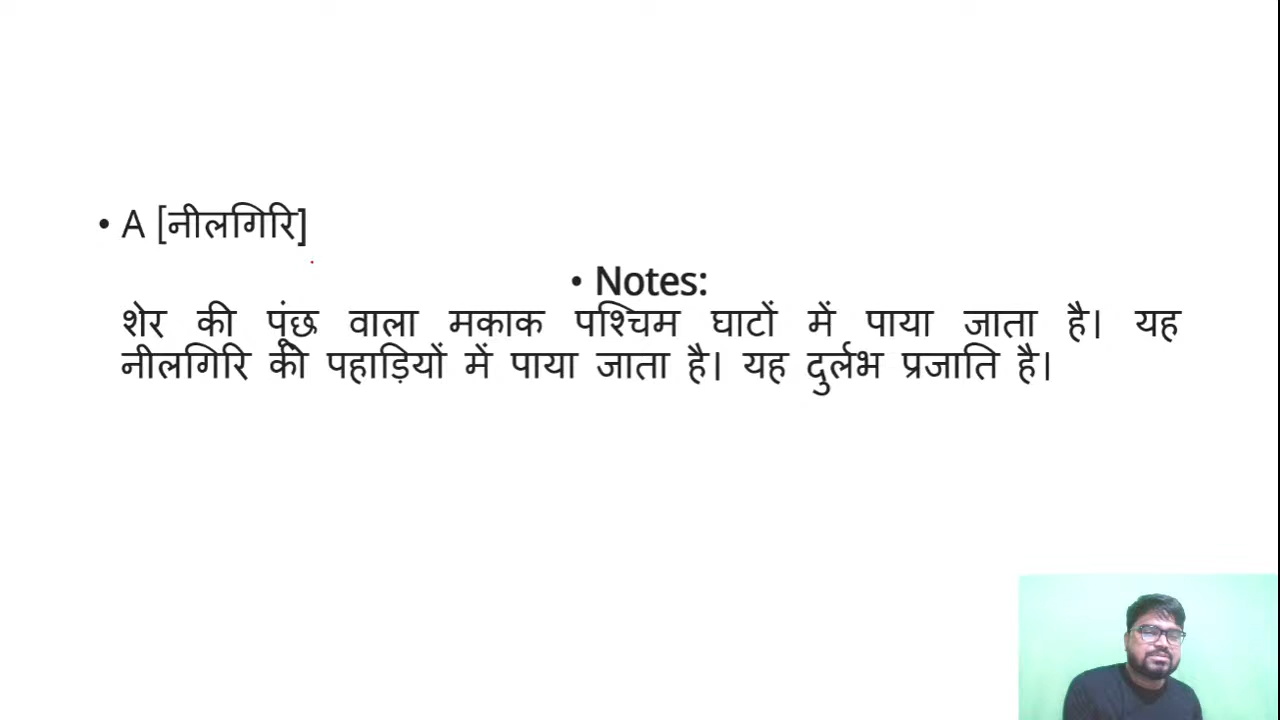 • A [नीलगिरि]
• Notes:
शेर की पूंछ वाला मकाक पश्चिम घाटों में पाया जाता है। यह
नीलगिरि की पहाड़ियों में पाया जाता है। यह दुर्लभ प्रजाति है।